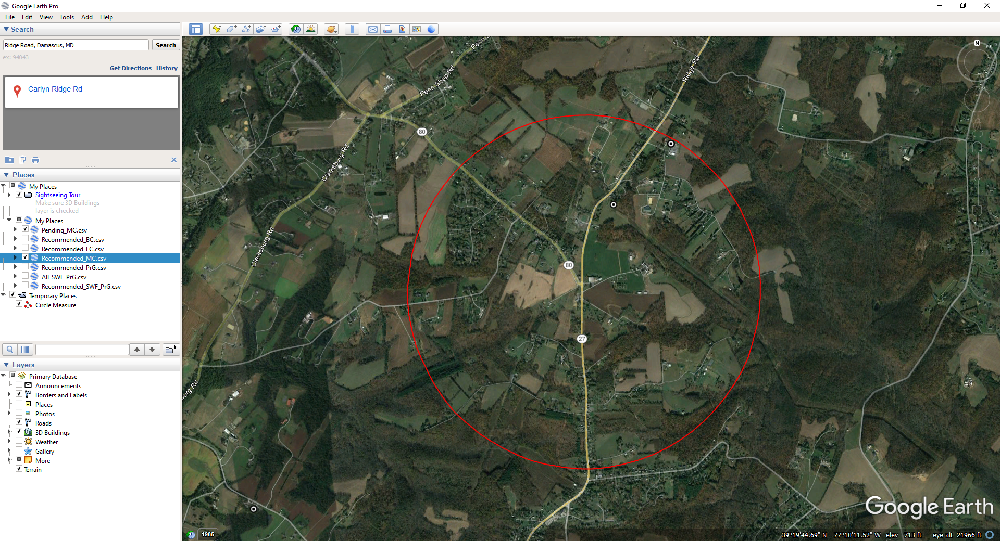 Google Earth Pro
File Edit View Tools Add Help
Search
Ridge Road, Damascus, MD
Search
ex: 94043
Get Directions History
Carlyn Ridge Rd
Places
My Places
Sightseeing Tour
Make sure 3D Buildings
layer is checked
My Places
Pending_MC.csv
Recommended_BC.csv
Recommended_LC.csv
Recommended_MC.csv
Recommended_PrG.csv
All_SWF_PrG.csv
Recommended_SWF_PrG.csv
Temporary Places
Circle Measure
Layers
Primary Database
Announcements
Borders and Labels
Places
Photos
Roads
3D Buildings
Weather
Gallery
More
Terrain
N
Penn S
Penn Shop Rd
Ridge Rd
80
Clarksburg Rd
Clarksburg Rd
80
27
burg Rd
Google Earth
1985
39°19'44.69" N 77°10'11.52" W elev 713 ft eye alt 21966 ft